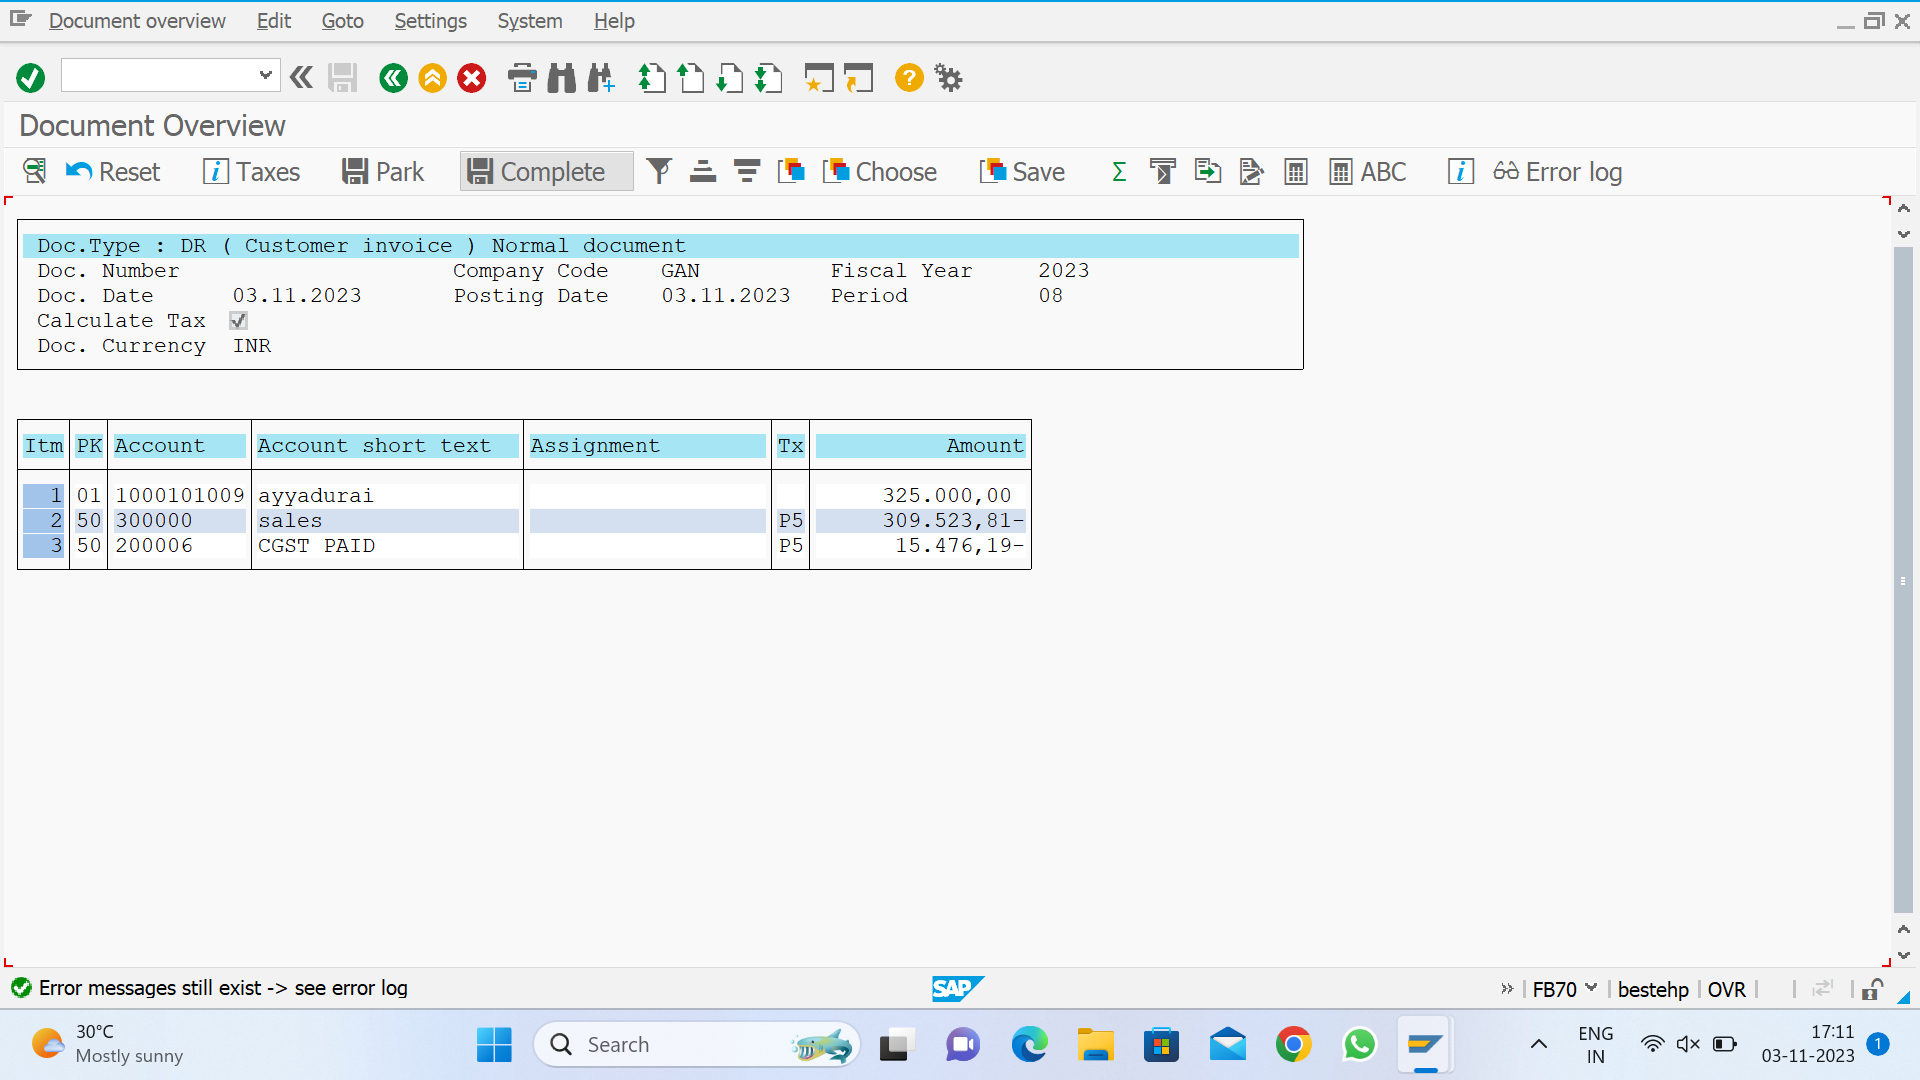 Document overview Edit Goto Settings System Help
Document Overview
Reset Taxes Park Complete Choose Save ABC Error log
Doc.Type : DR ( Customer invoice ) Normal document
Doc. Number Company Code GAN Fiscal Year 2023
Doc. Date 03.11.2023 Posting Date 03.11.2023 Period 08
Calculate Tax
Doc. Currency INR
Itm PK Account Account short text Assignment Tx Amount
1 01 1000101009 ayyadurai 325.000,00
2 50 300000 sales P5 309.523,81-
3 50 200006 CGST PAID P5 15.476,19-
Error messages still exist -> see error log SAP FB70 bestehp OVR
30°C
Mostly sunny
Search
ENG
IN
17:11
03-11-2023
1